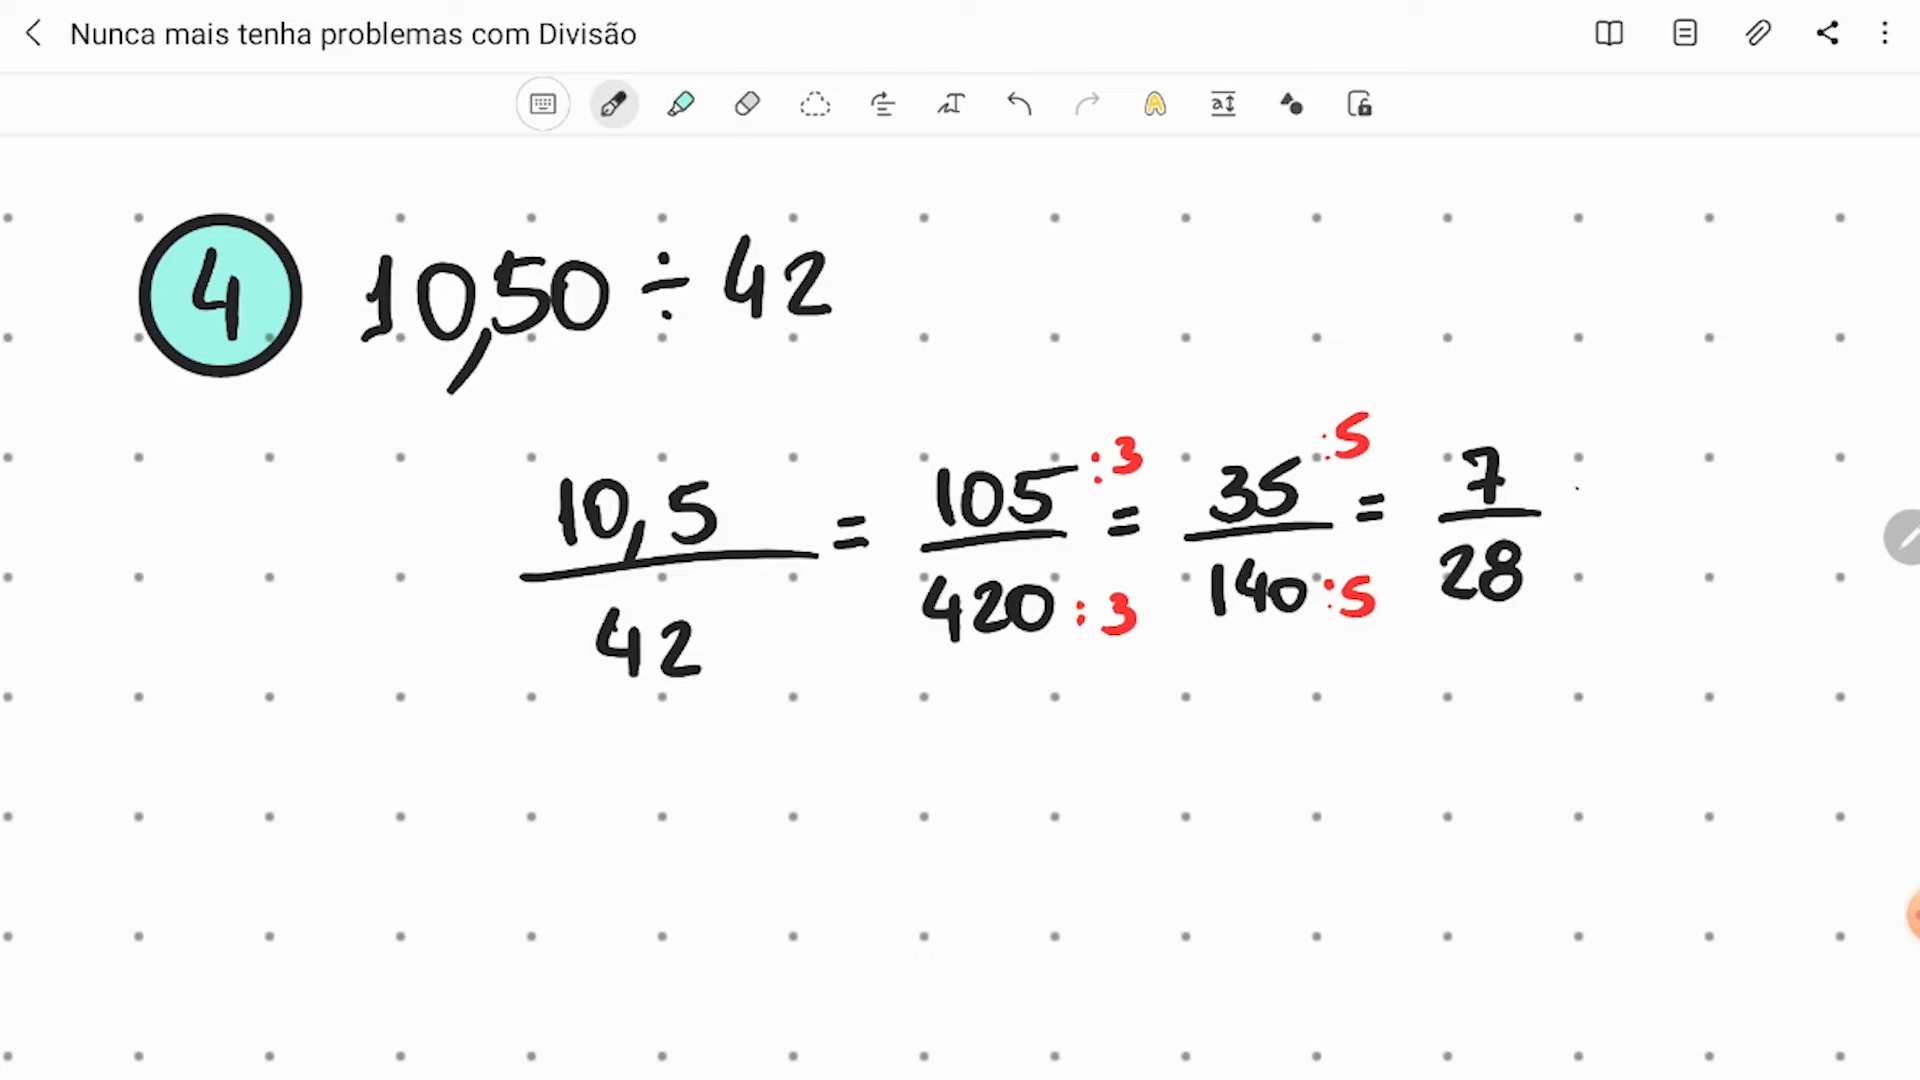 Nunca mais tenha problemas com Divisão
4 10,50 ÷ 42
10,5/42 = 105:3/420:3 = 35:5/140:5 = 7/28